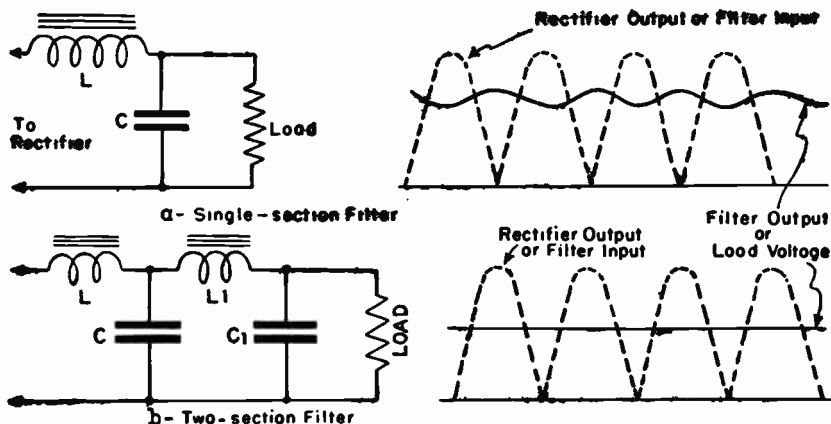 Rectifier Output or Filter Input
L
To
Rectifier
C
Load
a- Single-section Filter
Filter Output
or
Load Voltage
Rectifier Output
or Filter Input
L
L1
C
C1
LOAD
b- Two-section Filter